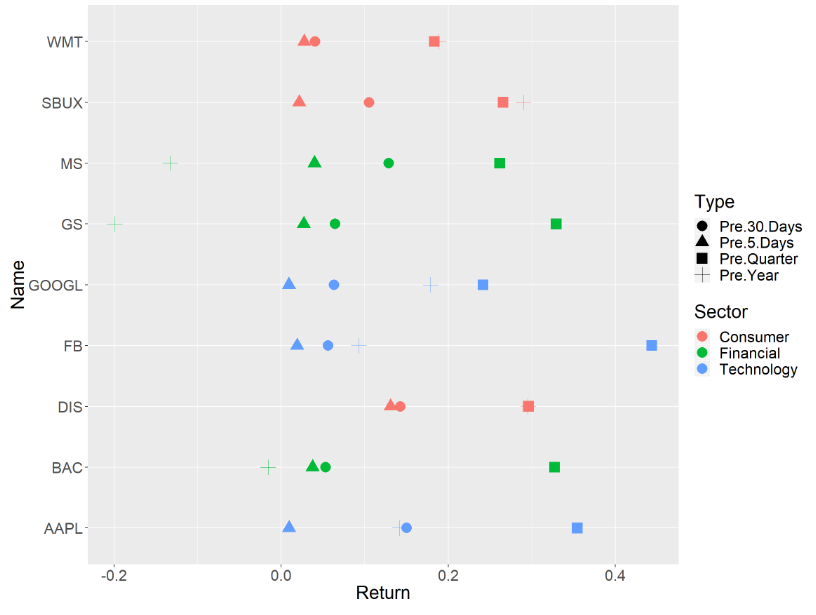 WMT
SBUX
MS
GS
GOOGL
FB
DIS
BAC
AAPL
Name
-0.2 0.0 0.2 0.4
Return
Type
Pre.30.Days
Pre.5.Days
Pre.Quarter
Pre.Year
Sector
Consumer
Financial
Technology